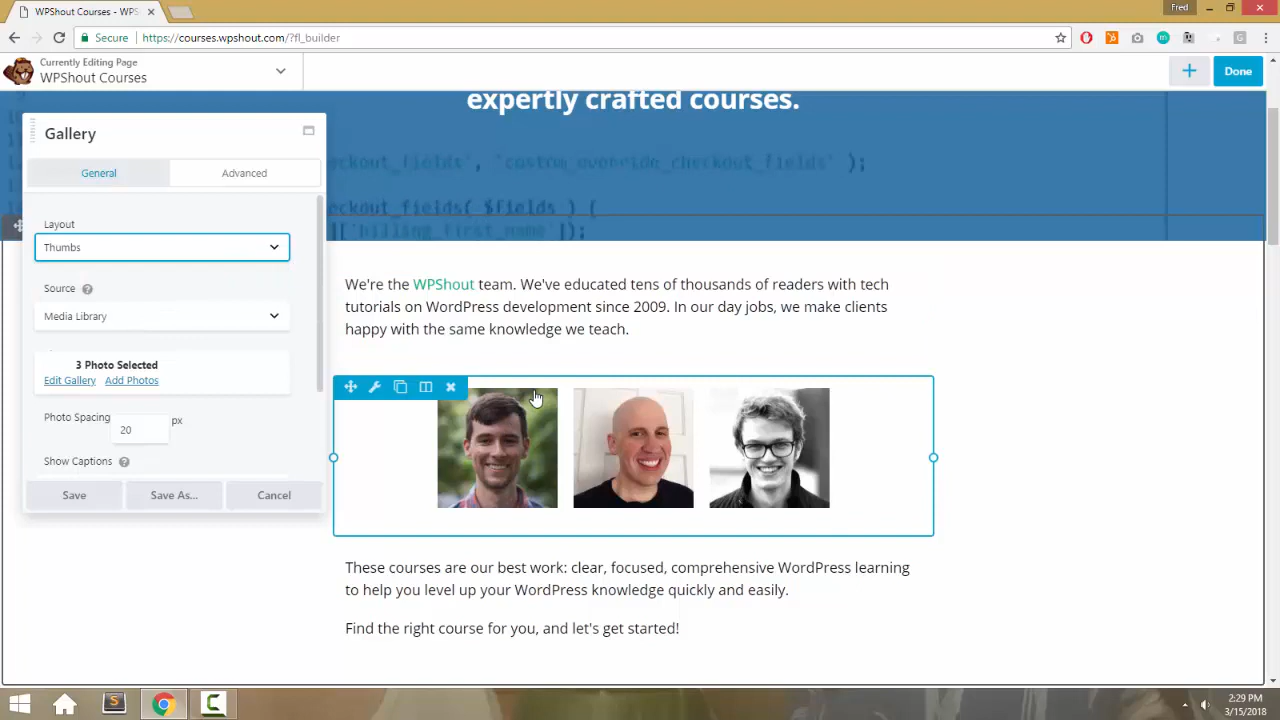 WPShout Courses - WPS
Fred
Secure
https://courses.wpshout.com/?fl_builder
Currently Editing Page
WPShout Courses
Done
expertly crafted courses.
Gallery
General
Advanced
heckout_fields', 'custom_override_checkout_fields' );
heckout_fields( $fields ) {
['billing_first_name']);
Layout
Thumbs
Source
Media Library
3 Photo Selected
Edit Gallery Add Photos
Photo Spacing
20
px
Show Captions
Save
Save As...
Cancel
We're the WPShout team. We've educated tens of thousands of readers with tech
tutorials on WordPress development since 2009. In our day jobs, we make clients
happy with the same knowledge we teach.
These courses are our best work: clear, focused, comprehensive WordPress learning
to help you level up your WordPress knowledge quickly and easily.
Find the right course for you, and let's get started!
2:29 PM
3/15/2018